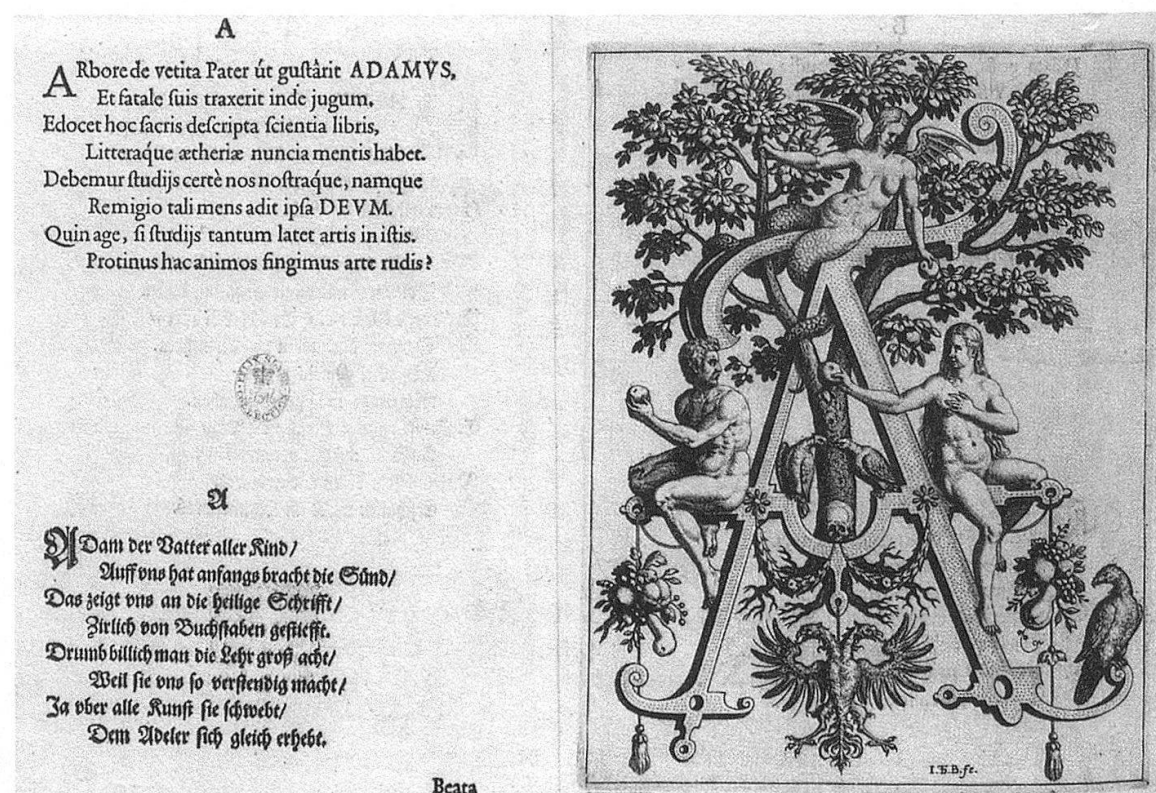 A
ARbore de vetita Pater út gustârit ADAMVS,
Et fatale suis traxerit inde jugum,
Edocet hoc sacris descripta scientia libris,
Litteraq́ue ætheriæ nuncia mentis habet.
Debemur studijs certè nos nostraq́ue, namque
Remigio tali mens adit ipsa DEVM.
Quin age, si studijs tantum latet artis in istis.
Protinus hac animos fingimus arte rudis?
A
ADam der Vatter aller Kind/
Auff vns hat anfangs bracht die Sünd/
Das zeigt vns an die heilige Schrifft/
Zirlich von Buchstaben gestiefft.
Drumb billich man die Lehr groß acht/
Weil sie vns so verstendig macht/
Ja vber alle Kunst sie schwebt/
Dem Adeler sich gleich erhebt.
Beata
I.H.B. fe.